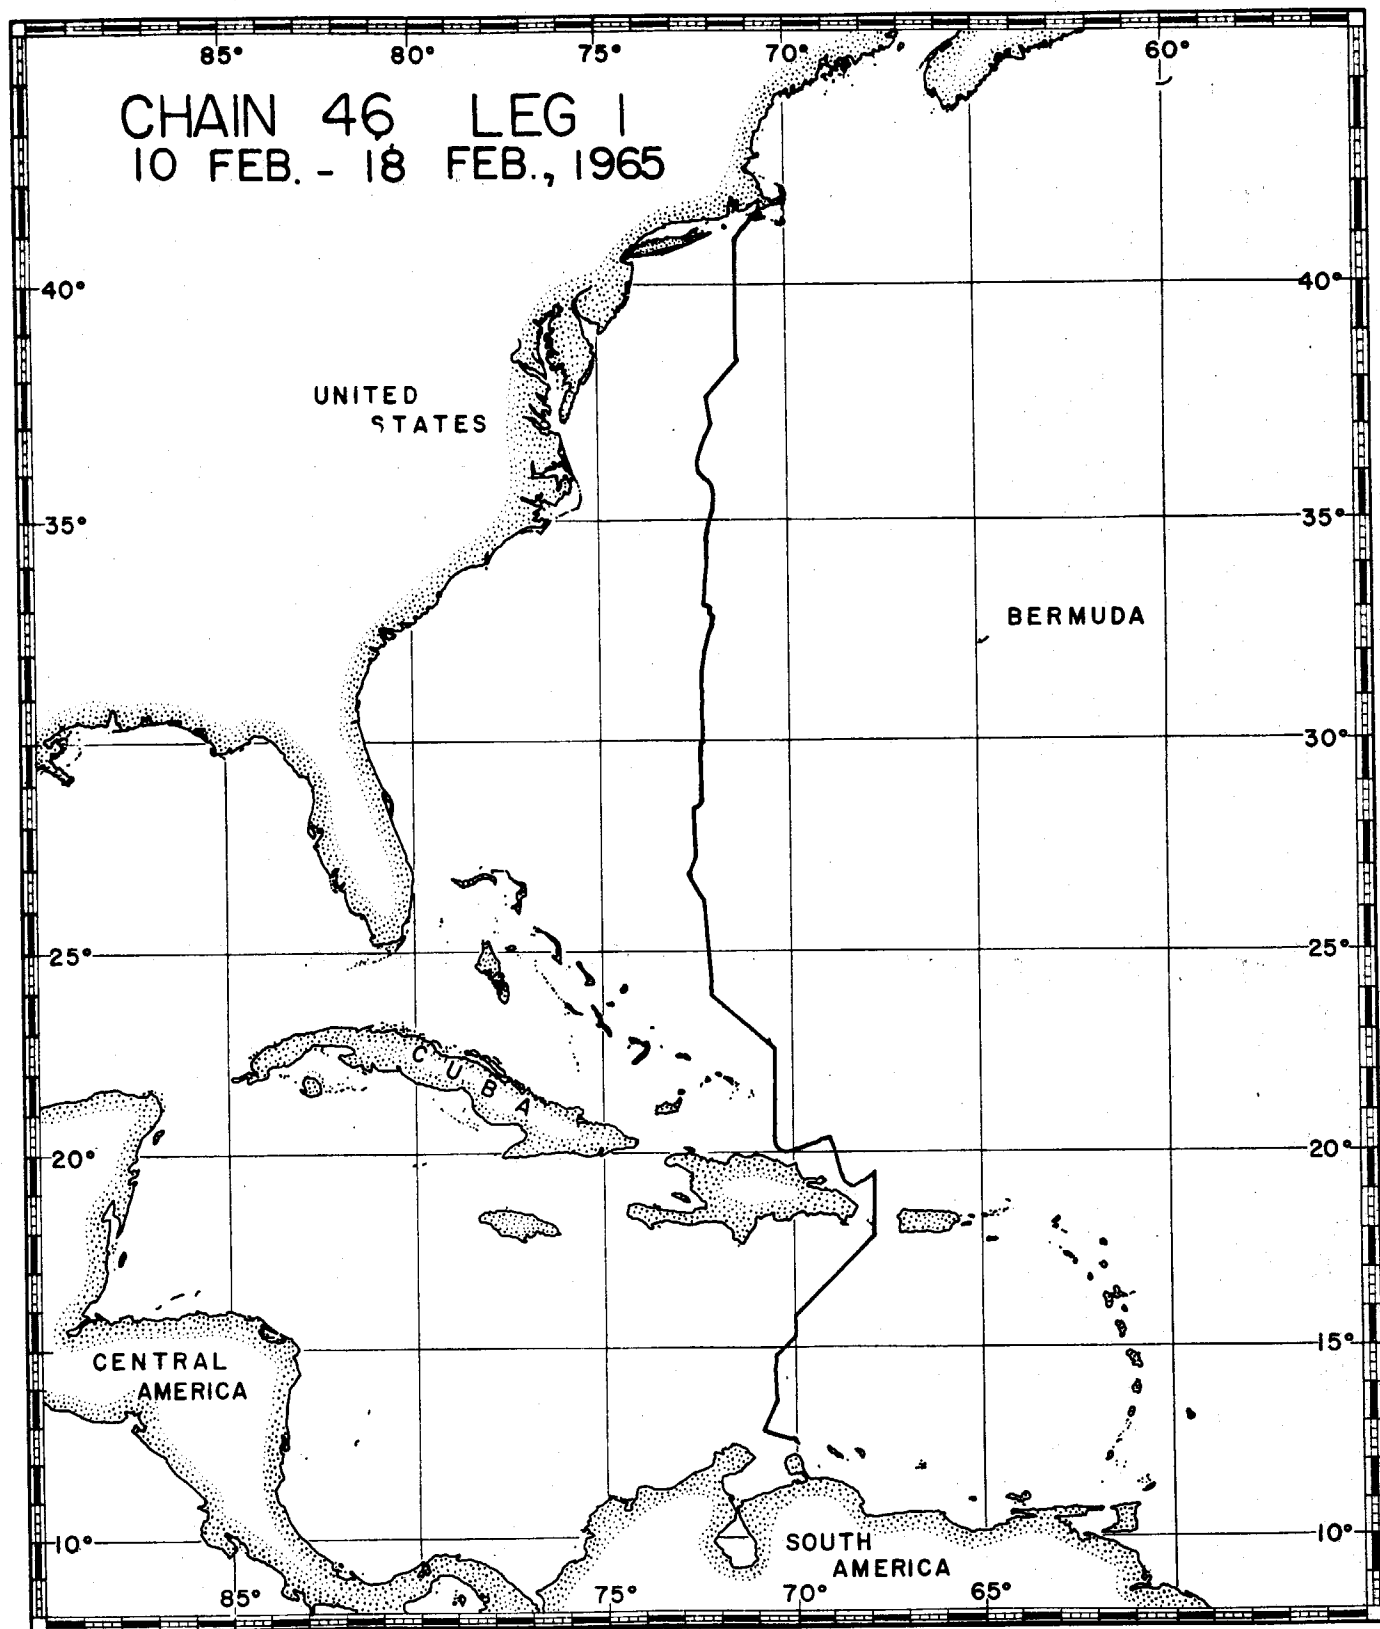 85° 80° 75° 70° 60°
CHAIN 46 LEG 1
10 FEB. - 18 FEB., 1965
40° 40°
UNITED
STATES
35° 35°
BERMUDA
30°
25° 25°
CUBA
20° 20°
15°
CENTRAL
AMERICA
10° 10°
SOUTH
AMERICA
85° 75° 70° 65°